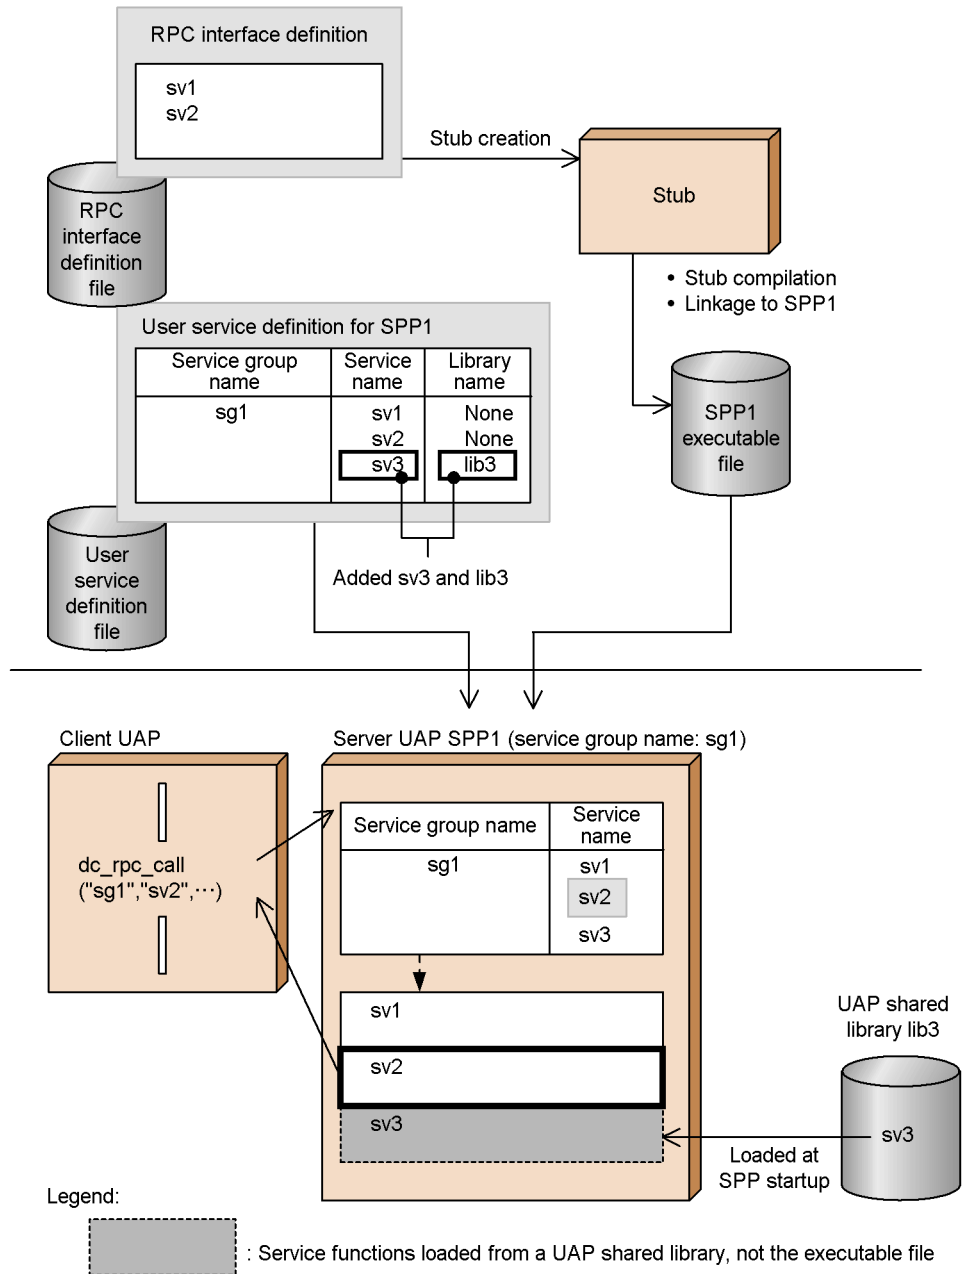 RPC interface definition
sv1
sv2
Stub creation
Stub
RPC
interface
definition
file
• Stub compilation
• Linkage to SPP1
User service definition for SPP1
Service group
name
Service
name
Library
name
sg1
sv1
None
sv2
None
sv3
lib3
SPP1
executable
file
User
service
definition
file
Added sv3 and lib3
Client UAP
Server UAP SPP1 (service group name: sg1)
dc_rpc_call
("sg1","sv2",···)
Service group name
Service
name
sg1
sv1
sv2
sv3
sv1
sv2
sv3
UAP shared
library lib3
sv3
Loaded at
SPP startup
Legend:
: Service functions loaded from a UAP shared library, not the executable file